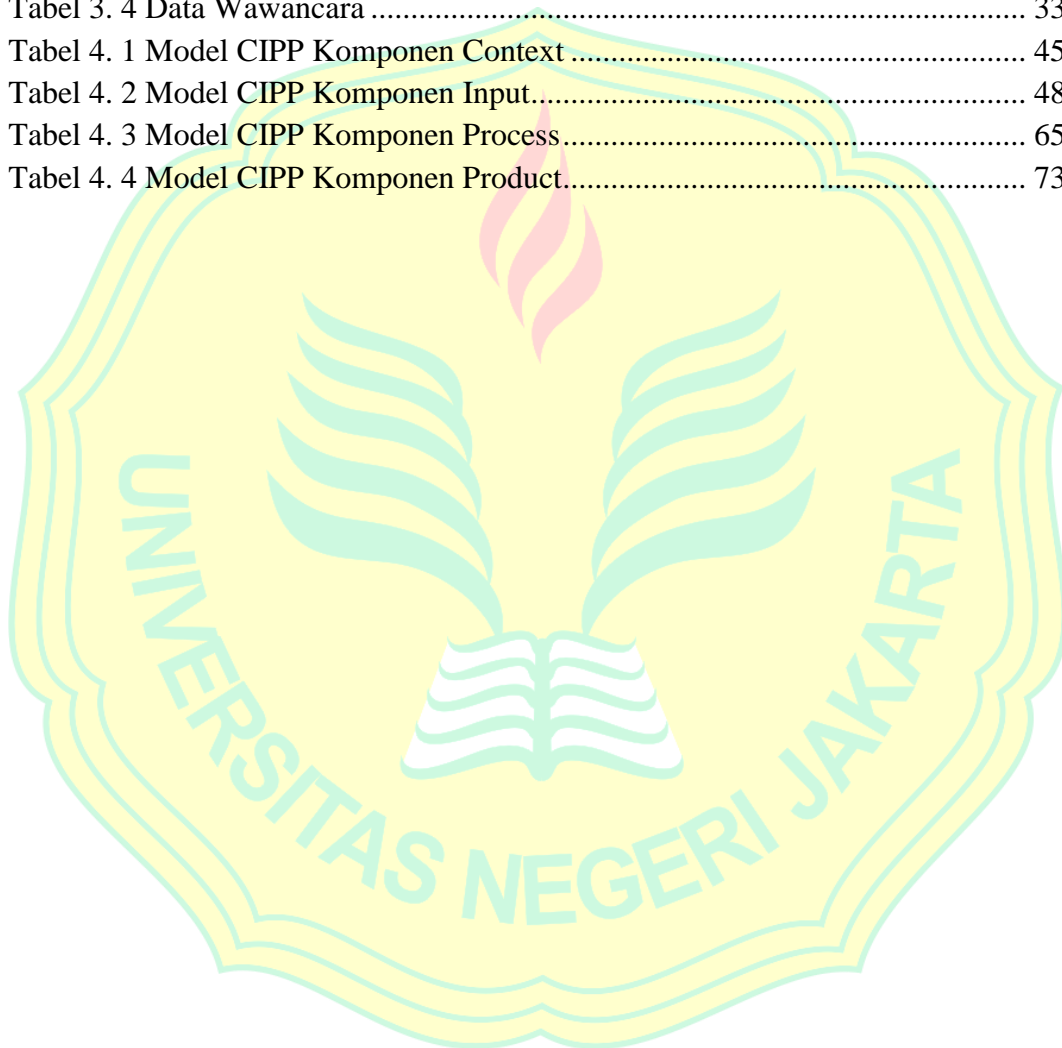 Tabel 3. 4 Data Wawancara ................................................................................ 33
Tabel 4. 1 Model CIPP Komponen Context ....................................................... 45
Tabel 4. 2 Model CIPP Komponen Input............................................................ 48
Tabel 4. 3 Model CIPP Komponen Process........................................................ 65
Tabel 4. 4 Model CIPP Komponen Product........................................................ 73
UNIVERSITAS NEGERI JAKARTA